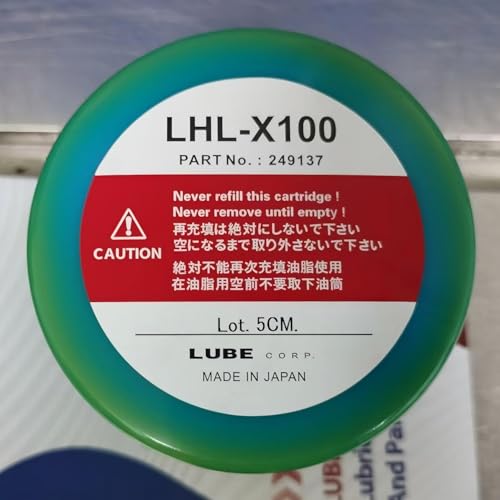 LHL-X100
PART No. : 249137
Never refill this cartridge !
Never remove until empty !
再充填は絶対にしないで下さい
空になるまで取り外さないで下さい
CAUTION
絶対不能再次充填油脂使用
在油脂用空前不要取下油筒
Lot. 5CM.
LUBE CORP.
MADE IN JAPAN
And Pa